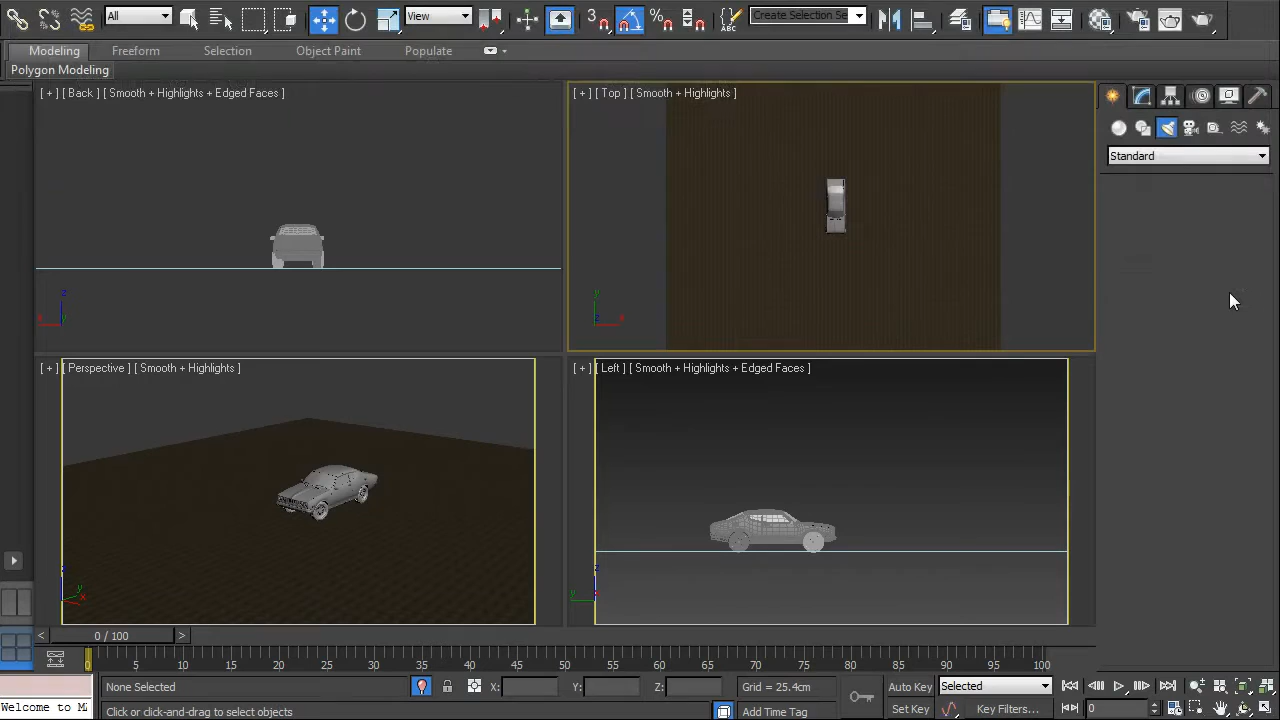 All
View
3
%
Create Selection Se
ABC
Modeling
Freeform
Selection
Object Paint
Populate
Polygon Modeling
[ + ] [ Back ] [ Smooth + Highlights + Edged Faces ]
[ + ] [ Top ] [ Smooth + Highlights ]
Standard
z
x
y
y
z
x
[ + ] [ Perspective ] [ Smooth + Highlights ]
[ + ] [ Left ] [ Smooth + Highlights + Edged Faces ]
z
y
x
z
y
x
< 0 / 100 >
0 5 10 15 20 25 30 35 40 45 50 55 60 65 70 75 80 85 90 95 100
None Selected
X:
Y:
Z:
Grid = 25.4cm
Auto Key
Selected
Welcome to M
Click or click-and-drag to select objects
Add Time Tag
Set Key
Key Filters...
0